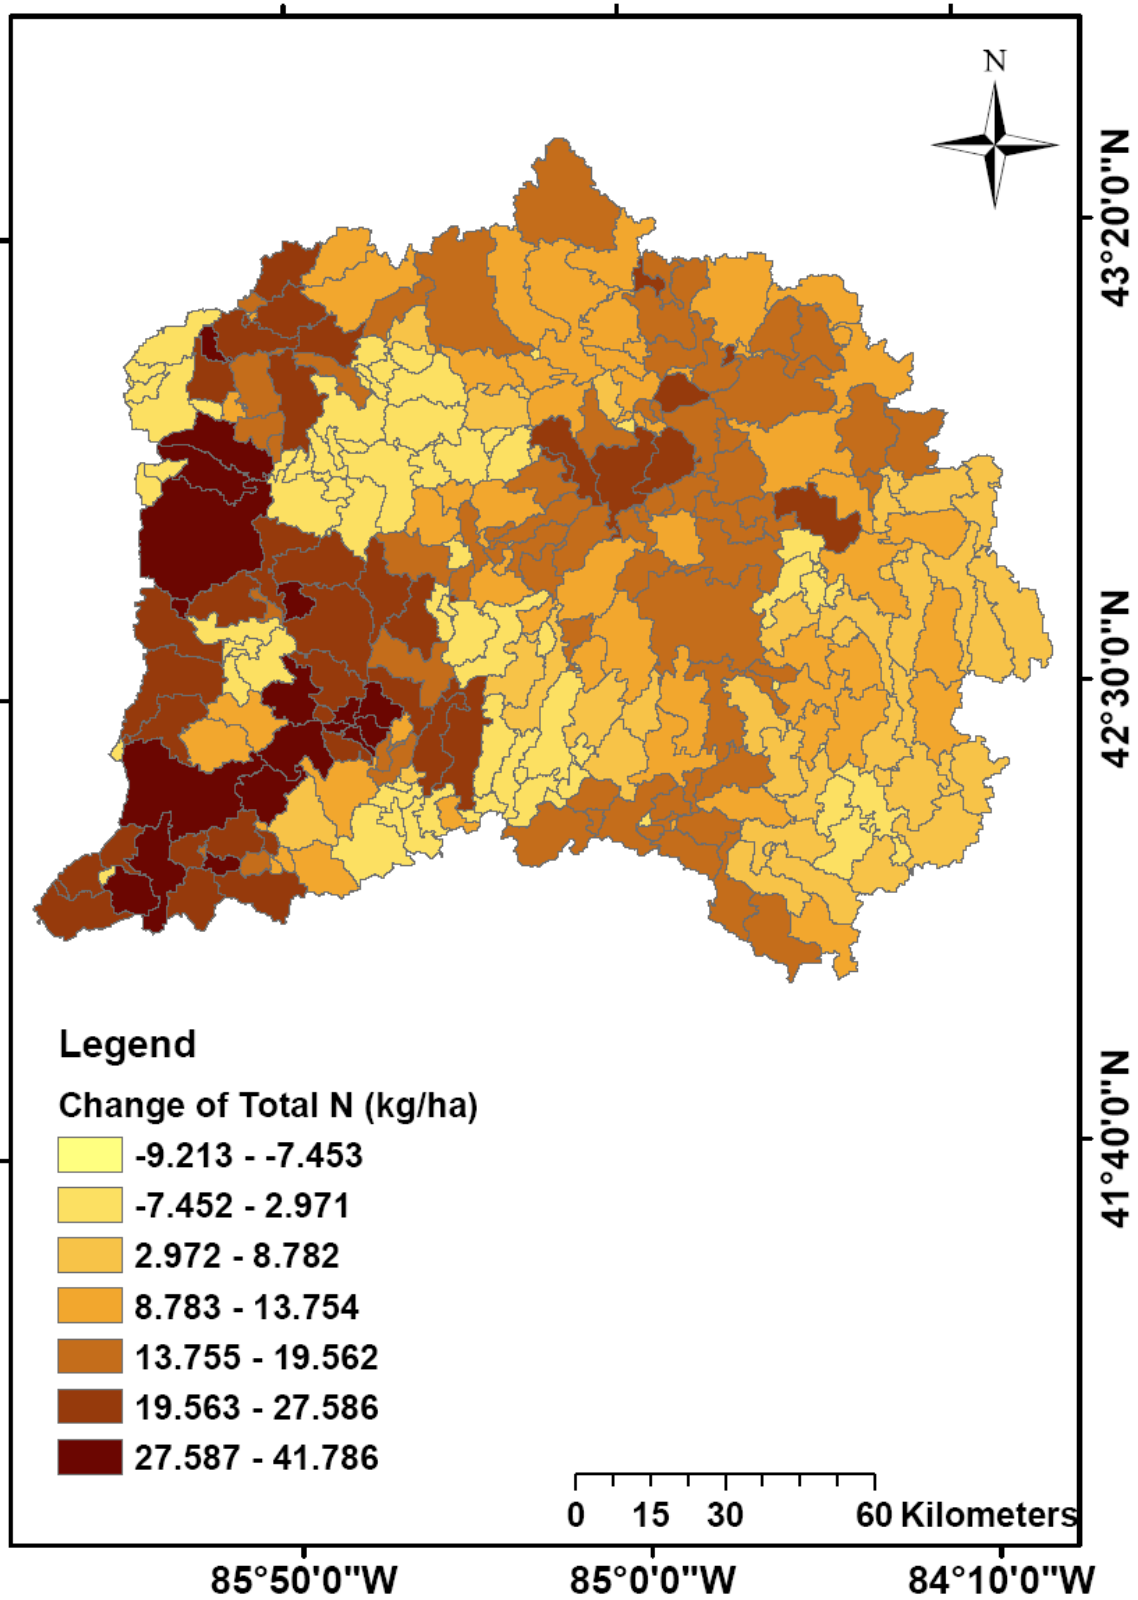 N
43°20'0"N
42°30'0"N
41°40'0"N
Legend
Change of Total N (kg/ha)
-9.213 - -7.453
-7.452 - 2.971
2.972 - 8.782
8.783 - 13.754
13.755 - 19.562
19.563 - 27.586
27.587 - 41.786
0 15 30 60 Kilometers
85°50'0"W 85°0'0"W 84°10'0"W